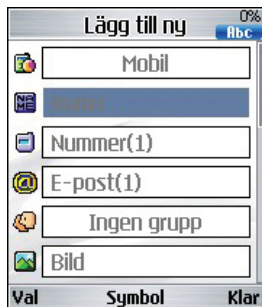 Lägg till ny
0%
Abc
Mobil
Nummer(1)
E-post(1)
Ingen grupp
Bild
Val Symbol Klar